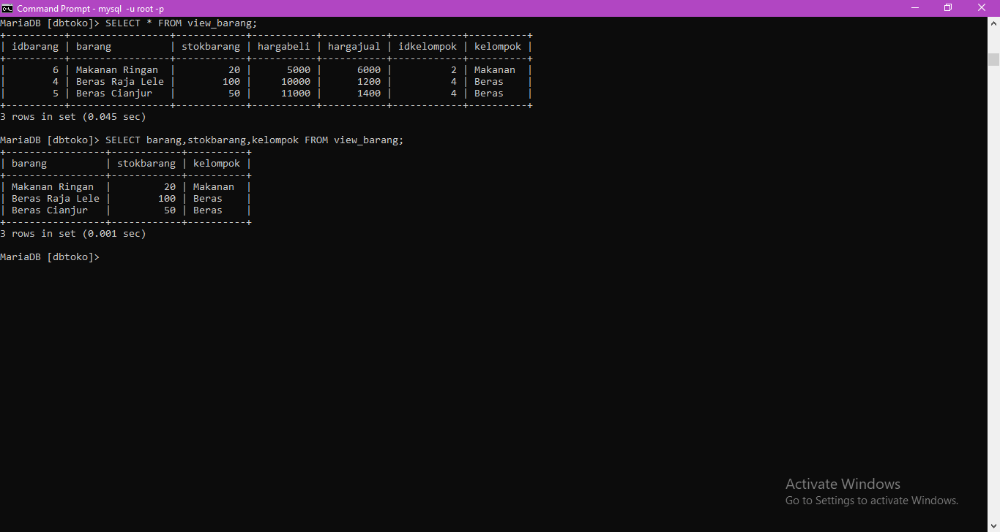 Command Prompt - mysql -u root -p
MariaDB [dbtoko]> SELECT * FROM view_barang;
+----------+-----------------+------------+-----------+-----------+------------+----------+
| idbarang | barang          | stokbarang | hargabeli | hargajual | idkelompok | kelompok |
+----------+-----------------+------------+-----------+-----------+------------+----------+
|        6 | Makanan Ringan  |         20 |      5000 |      6000 |          2 | Makanan  |
|        4 | Beras Raja Lele |        100 |     10000 |      1200 |          4 | Beras    |
|        5 | Beras Cianjur   |         50 |     11000 |      1400 |          4 | Beras    |
+----------+-----------------+------------+-----------+-----------+------------+----------+
3 rows in set (0.045 sec)
MariaDB [dbtoko]> SELECT barang,stokbarang,kelompok FROM view_barang;
+-----------------+------------+----------+
| barang          | stokbarang | kelompok |
+-----------------+------------+----------+
| Makanan Ringan  |         20 | Makanan  |
| Beras Raja Lele |        100 | Beras    |
| Beras Cianjur   |         50 | Beras    |
+-----------------+------------+----------+
3 rows in set (0.001 sec)
MariaDB [dbtoko]>
Activate Windows
Go to Settings to activate Windows.